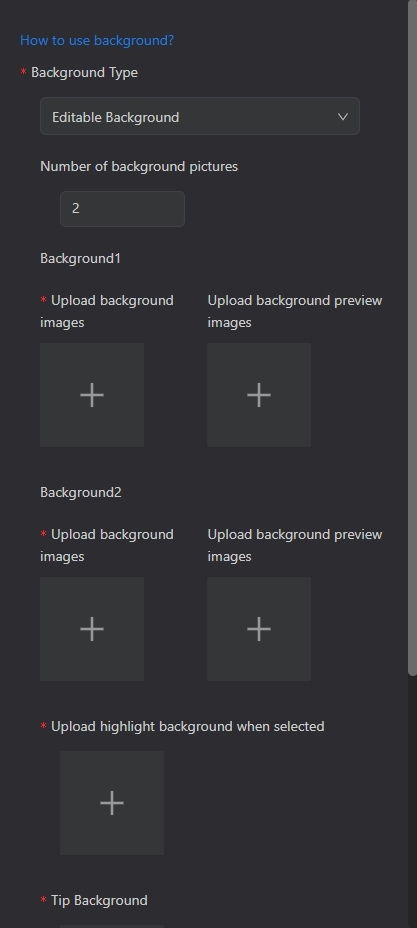 How to use background?
* Background Type
Editable Background
Number of background pictures
2
Background1
* Upload background images
Upload background preview images
Background2
* Upload background images
Upload background preview images
* Upload highlight background when selected
* Tip Background